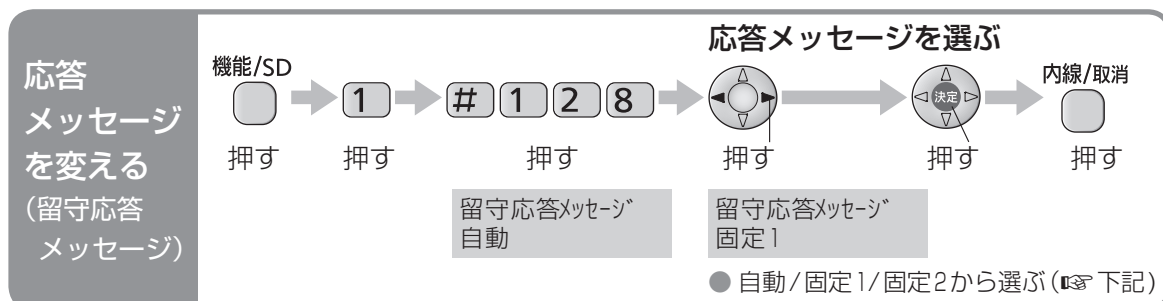 応答
メッセージ
を変える
（留守応答
メッセージ）
応答メッセージを選ぶ
機能/SD
1
# 1 2 8
決定
内線/取消
押す 押す 押す 押す 押す 押す
留守応答ﾒｯｾｰｼﾞ
自動
留守応答ﾒｯｾｰｼﾞ
固定1
● 自動/固定1/固定2から選ぶ(☞下記)